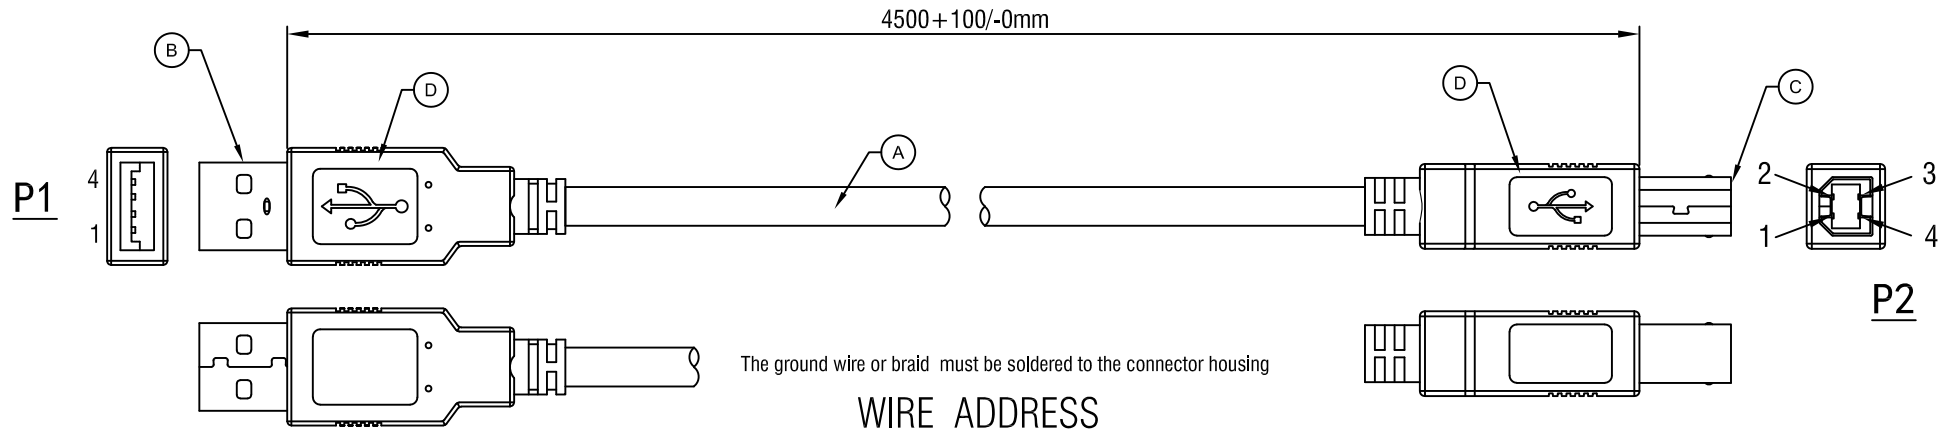 4500+100/-0mm
B
D
D
C
A
P1
4
1
2
3
1
4
P2
The ground wire or braid must be soldered to the connector housing
WIRE ADDRESS